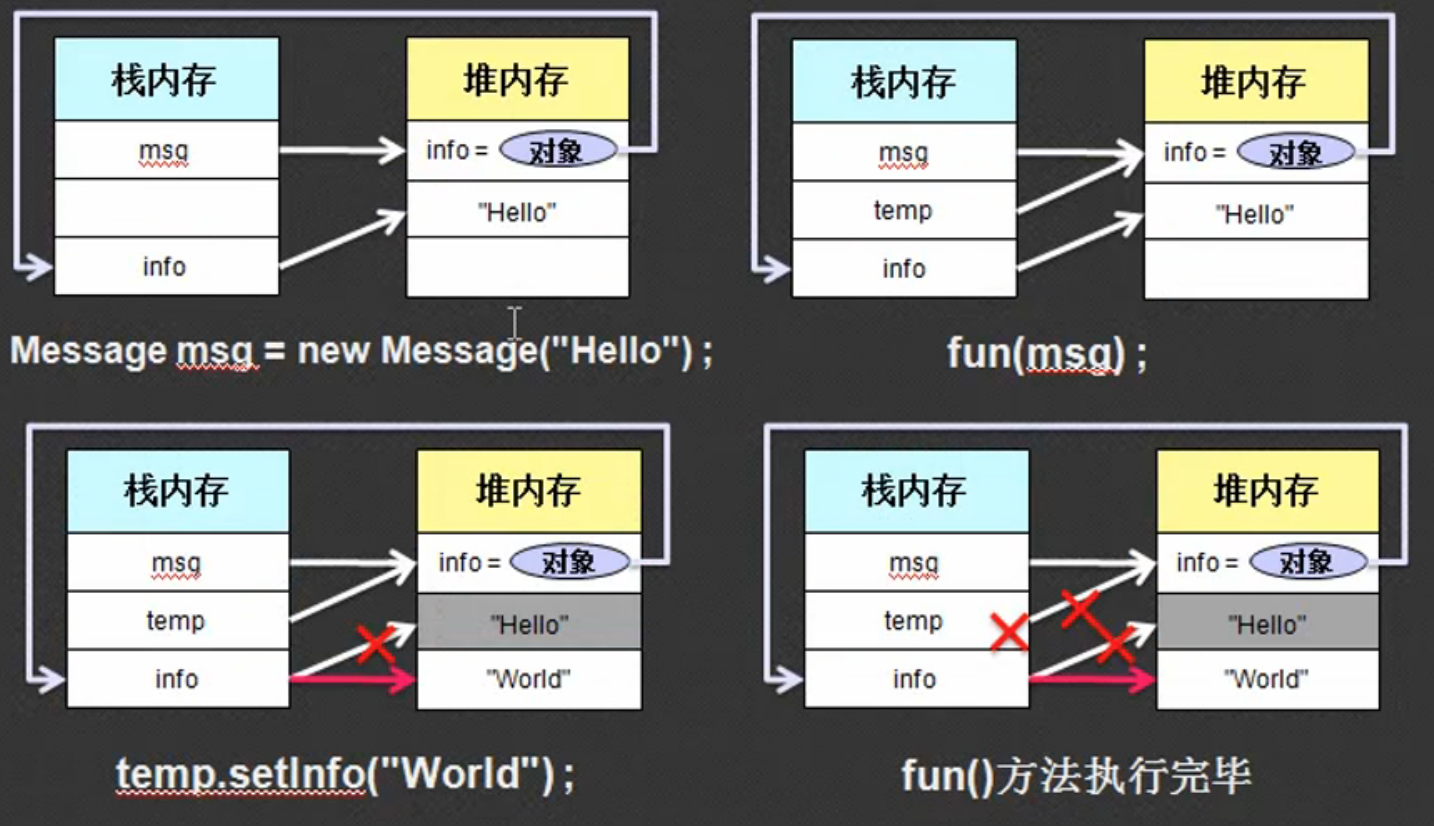 栈内存
堆内存
msg
info = 对象
"Hello"
info
Message msg = new Message("Hello") ;
栈内存
堆内存
msg
info = 对象
temp
"Hello"
info
fun(msg) ;
栈内存
堆内存
msg
info = 对象
temp
"Hello"
info
"World"
temp.setInfo("World") ;
栈内存
堆内存
msg
info = 对象
temp
"Hello"
info
"World"
fun()方法执行完毕